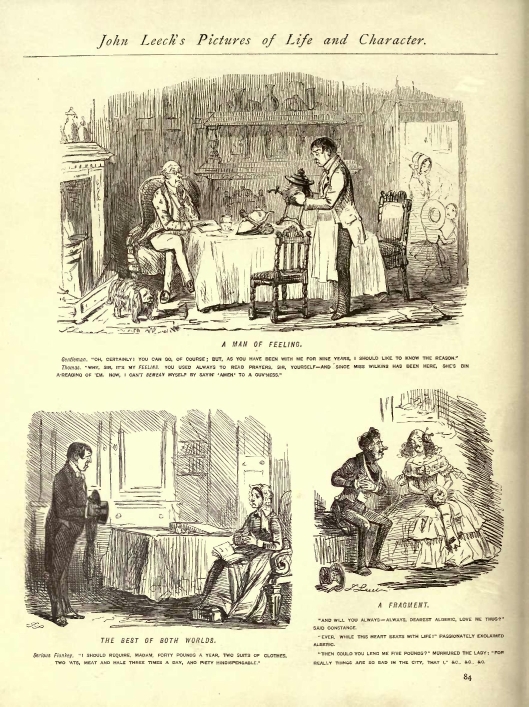 John Leech's Pictures of Life and Character.
A MAN OF FEELING.
Gentleman. "OH, CERTAINLY! YOU CAN GO, OF COURSE; BUT, AS YOU HAVE BEEN WITH ME FOR NINE YEARS, I SHOULD LIKE TO KNOW THE REASON."
Thomas. "WHY, SIR, IT'S MY FEELINS. YOU USED ALWAYS TO READ PRAYERS, SIR, YOURSELF—AND SINCE MISS WILKINS HAS BEEN HERE, SHE'S BIN
A-READING OF 'EM. NOW, I CAN'T BEMEAN MYSELF BY SAYIN' 'AMEN' TO A GUV'NESS."
THE BEST OF BOTH WORLDS.
Serious Flunkey. "I SHOULD REQUIRE, MADAM, FORTY POUNDS A YEAR, TWO SUITS OF CLOTHES,
TWO 'ATS, MEAT AND HALE THREE TIMES A DAY, AND PIETY HINDISPENSABLE."
J. Leech
A FRAGMENT.
"AND WILL YOU ALWAYS—ALWAYS, DEAREST ALBERIC, LOVE ME THUS?"
SAID CONSTANCE.
"EVER, WHILE THIS HEART BEATS WITH LIFE!" PASSIONATELY EXCLAIMED
ALBERIC.
"THEN COULD YOU LEND ME FIVE POUNDS?" MURMURED THE LADY; "FOR
REALLY THINGS ARE SO BAD IN THE CITY, THAT I," &C., &C., &C.
84